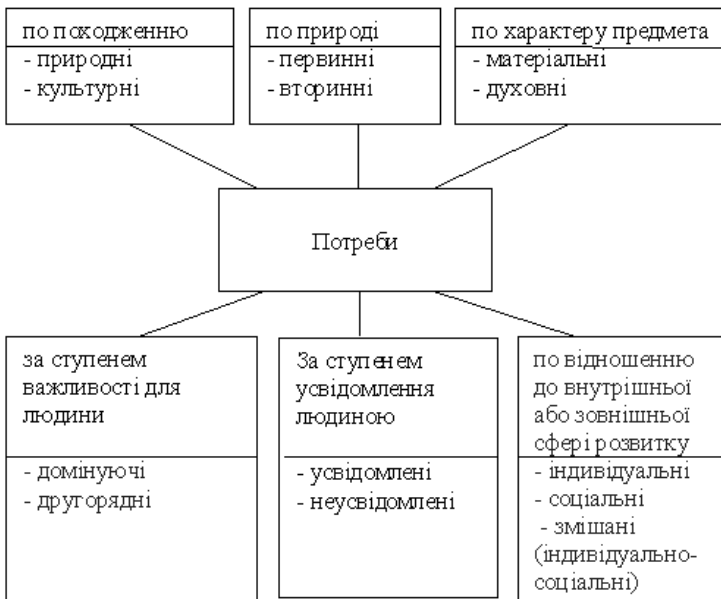 по походженню
- природні
- культурні
по природі
- первинні
- вторинні
по характеру предмета
- матеріальні
- духовні
Потреби
за ступенем
важливості для
людини
- домінуючі
- другорядні
За ступенем
усвідомлення
людиною
- усвідомлені
- неусвідомлені
по відношенню
до внутрішньої
або зовнішньої
сфері розвитку
- індивідуальні
- соціальні
- змішані
(індивідуально-
соціальні)